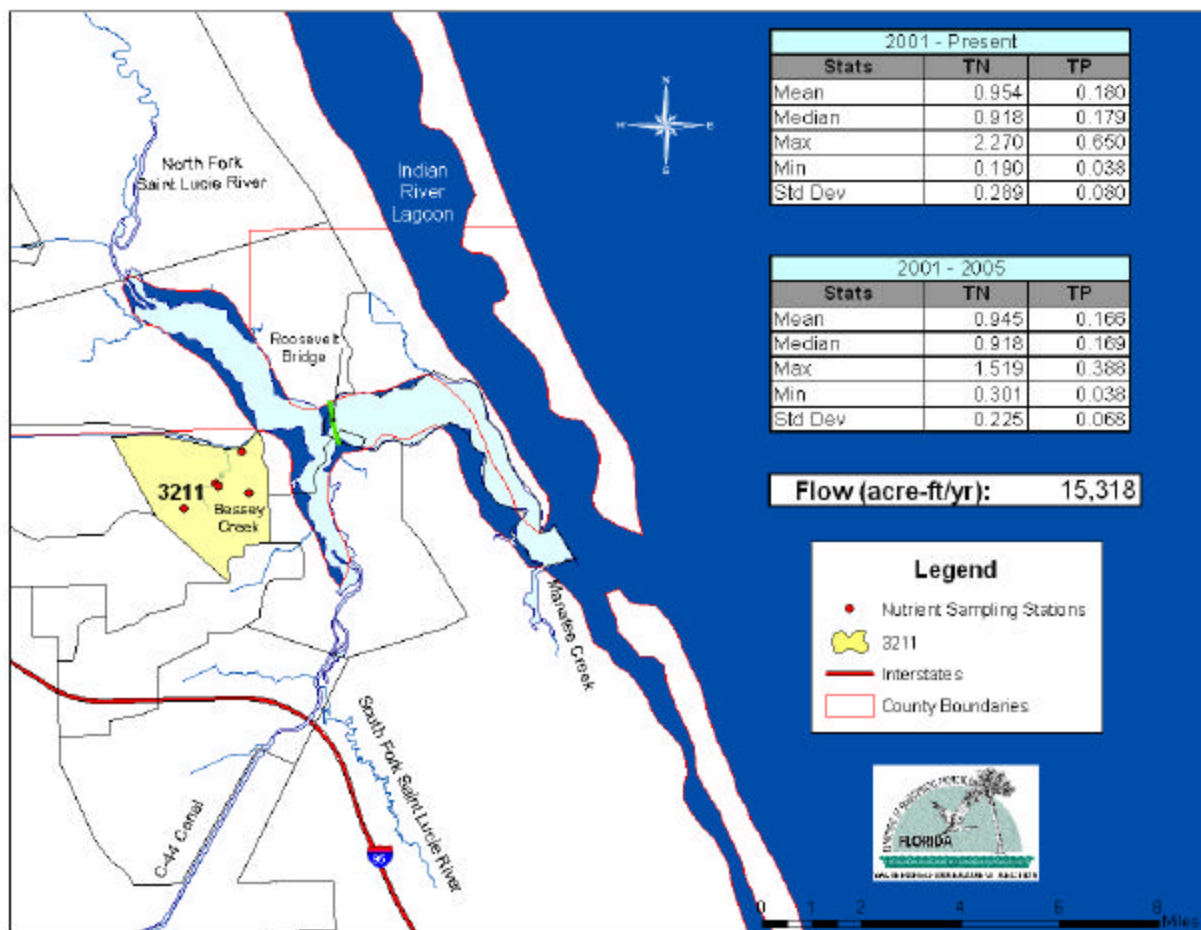 2001 - Present
Stats TN TP
Mean 0.954 0.180
Median 0.918 0.179
Max 2.270 0.650
Min 0.190 0.038
Std Dev 0.289 0.080
N
W E
S
Indian
River
Lagoon
North Fork
Saint Lucie River
2001 - 2005
Stats TN TP
Mean 0.945 0.166
Median 0.918 0.169
Max 1.519 0.388
Min 0.301 0.038
Std Dev 0.225 0.068
Roosevelt
Bridge
3211
Bessey
Creek
Flow (acre-ft/yr): 15,318
Legend
Nutrient Sampling Stations
3211
Interstates
County Boundaries
Manatee Creek
South Fork Saint Lucie River
C-44 Canal
95
FLORIDA
0 2 4 6 8
Miles